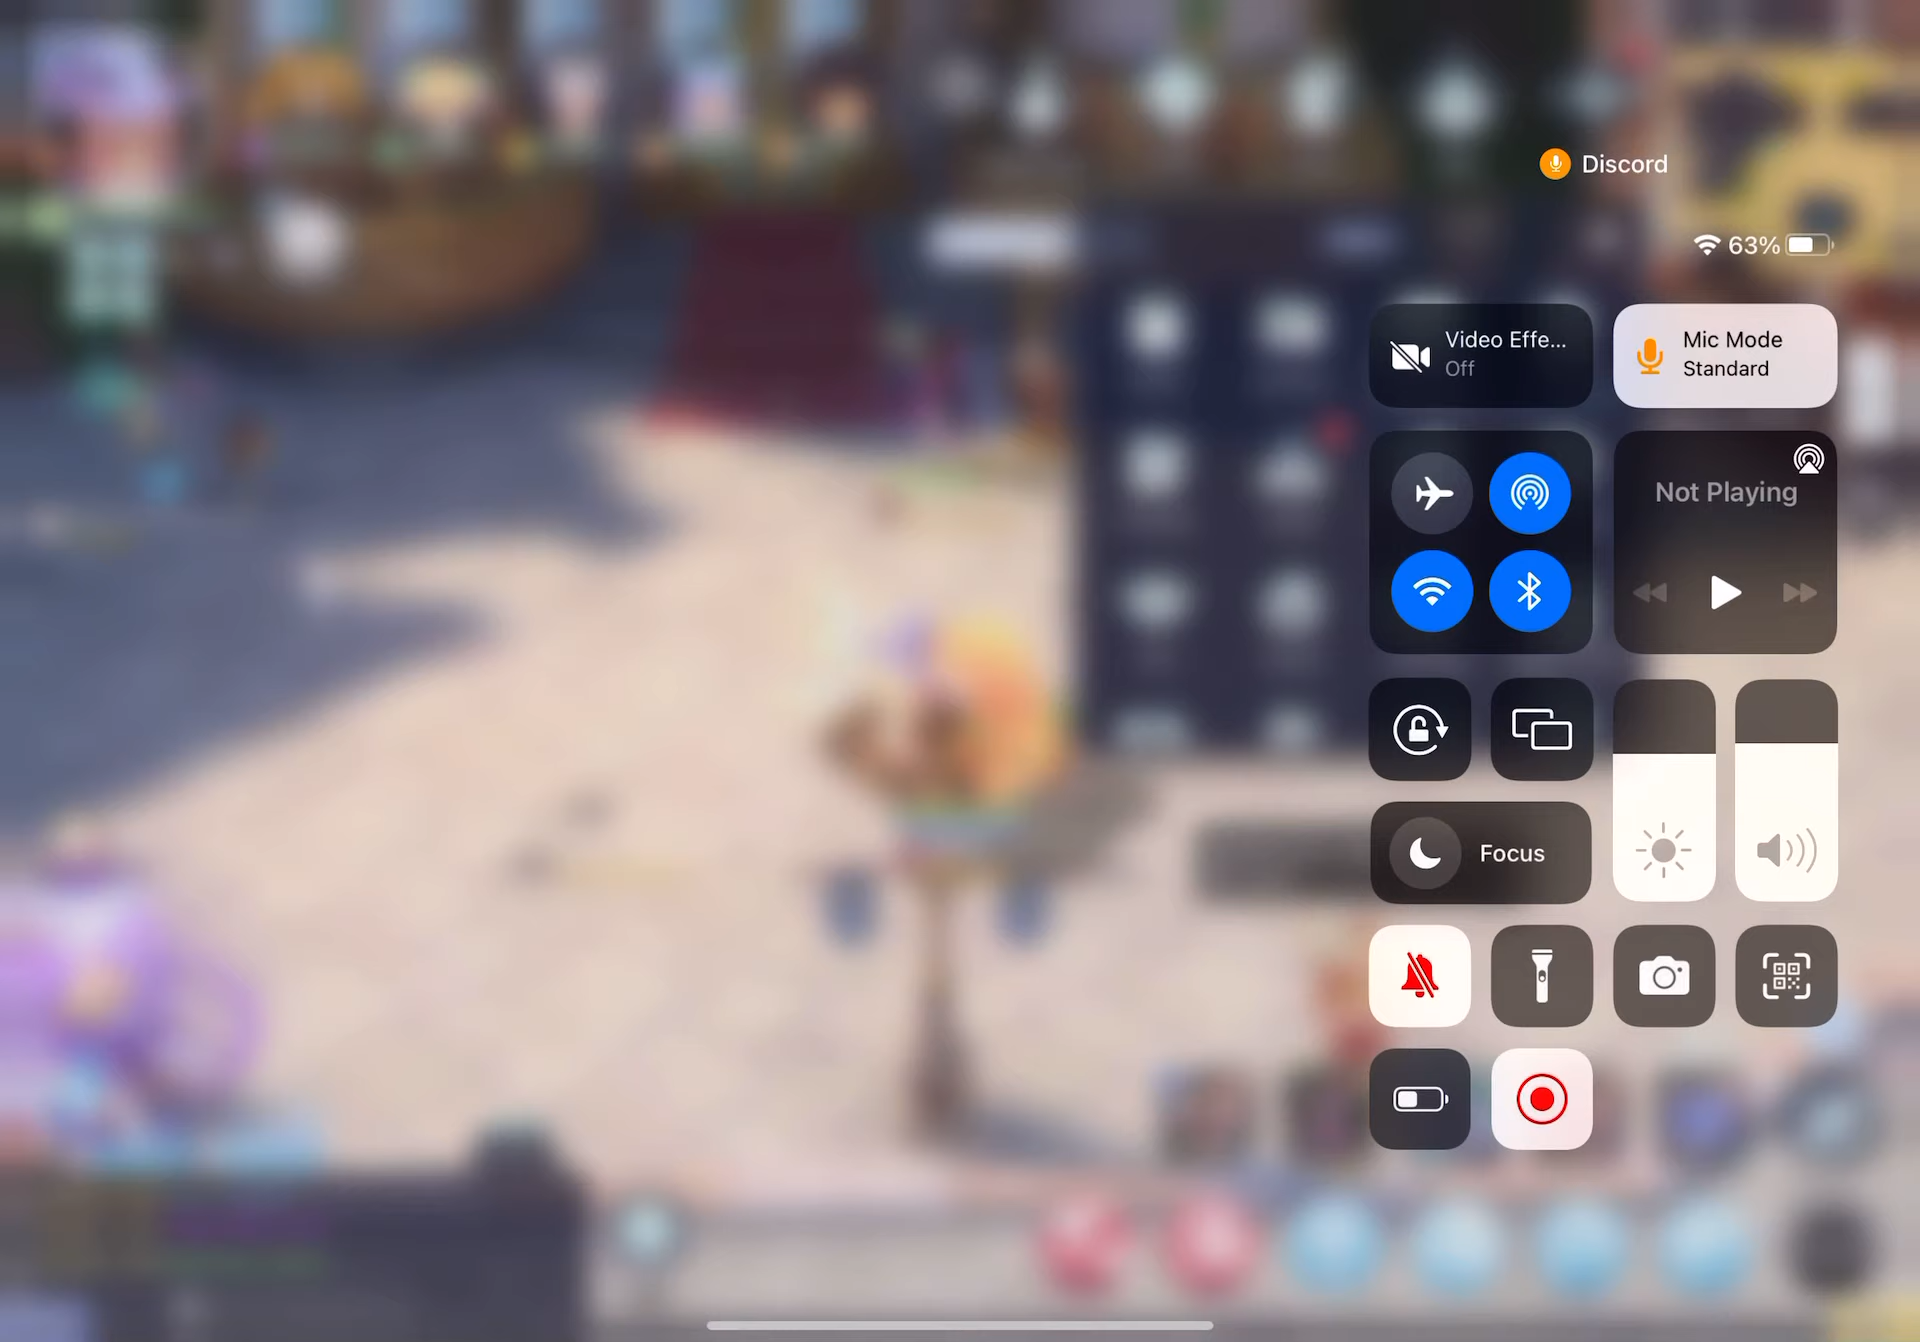 Discord
63%
Video Effe...
Off
Mic Mode
Standard
Not Playing
Focus